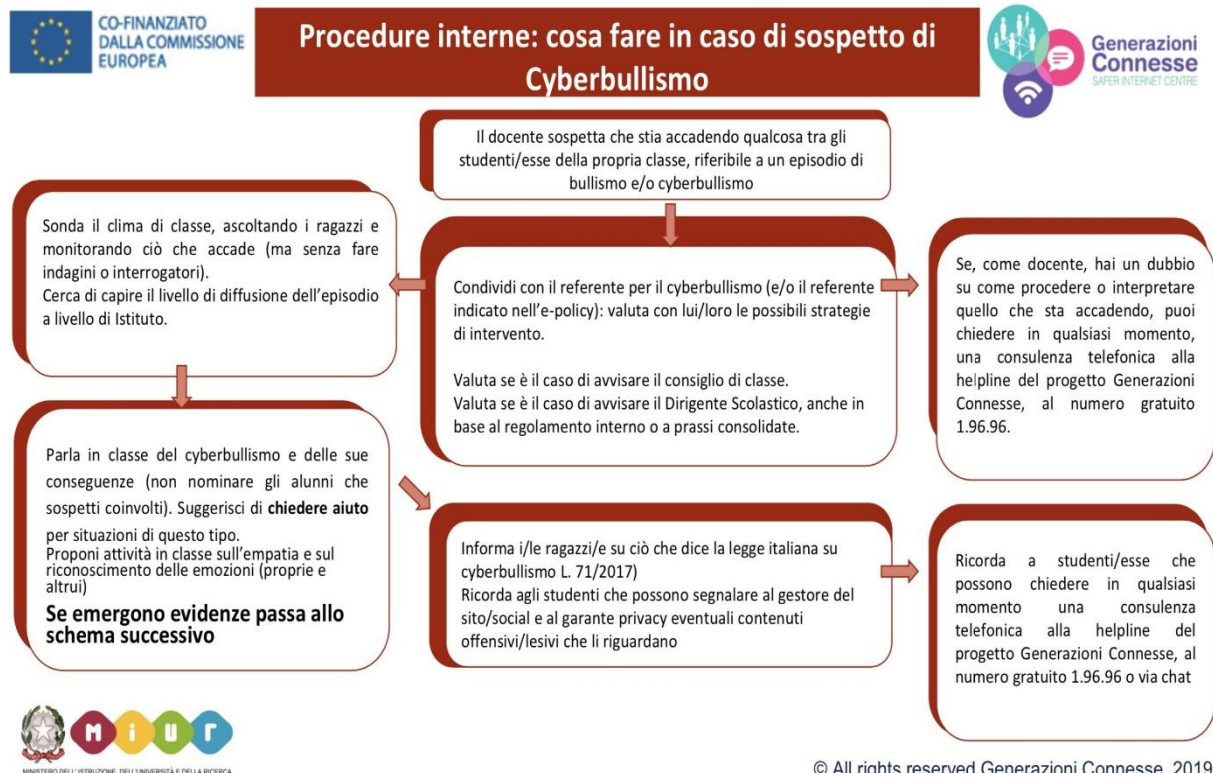 CO-FINANZIATO
DALLA COMMISSIONE
EUROPEA
Procedure interne: cosa fare in caso di sospetto di
Cyberbullismo
Generazioni
Connesse
SAFER INTERNET CENTRE
Il docente sospetta che stia accadendo qualcosa tra gli
studenti/esse della propria classe, riferibile a un episodio di
bullismo e/o cyberbullismo
Sonda il clima di classe, ascoltando i ragazzi e
monitorando ciò che accade (ma senza fare
indagini o interrogatori).
Cerca di capire il livello di diffusione dell'episodio
a livello di Istituto.
Condividi con il referente per il cyberbullismo (e/o il referente
indicato nell'e-policy): valuta con lui/loro le possibili strategie
di intervento.
Valuta se è il caso di avvisare il consiglio di classe.
Valuta se è il caso di avvisare il Dirigente Scolastico, anche in
base al regolamento interno o a prassi consolidate.
Se, come docente, hai un dubbio
su come procedere o interpretare
quello che sta accadendo, puoi
chiedere in qualsiasi momento,
una consulenza telefonica alla
helpline del progetto Generazioni
Connesse, al numero gratuito
1.96.96.
Parla in classe del cyberbullismo e delle sue
conseguenze (non nominare gli alunni che
sospetti coinvolti). Suggerisci di chiedere aiuto
per situazioni di questo tipo.
Proponi attività in classe sull'empatia e sul
riconoscimento delle emozioni (proprie e
altrui)
Se emergono evidenze passa allo
schema successivo
Informa i/le ragazzi/e su ciò che dice la legge italiana su
cyberbullismo L. 71/2017)
Ricorda agli studenti che possono segnalare al gestore del
sito/social e al garante privacy eventuali contenuti
offensivi/lesivi che li riguardano
Ricorda a studenti/esse che
possono chiedere in qualsiasi
momento una consulenza
telefonica alla helpline del
progetto Generazioni Connesse, al
numero gratuito 1.96.96 o via chat
MIUR
MINISTERO DELL'ISTRUZIONE, DELL'UNIVERSITÀ E DELLA RICERCA
© All rights reserved Generazioni Connesse, 2019